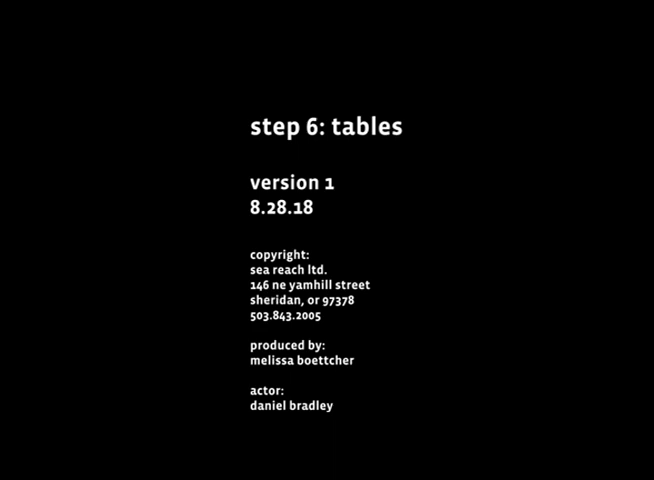 step 6: tables
version 1
8.28.18
copyright:
sea reach ltd.
146 ne yamhill street
sheridan, or 97378
503.843.2005
produced by:
melissa boettcher
actor:
daniel bradley